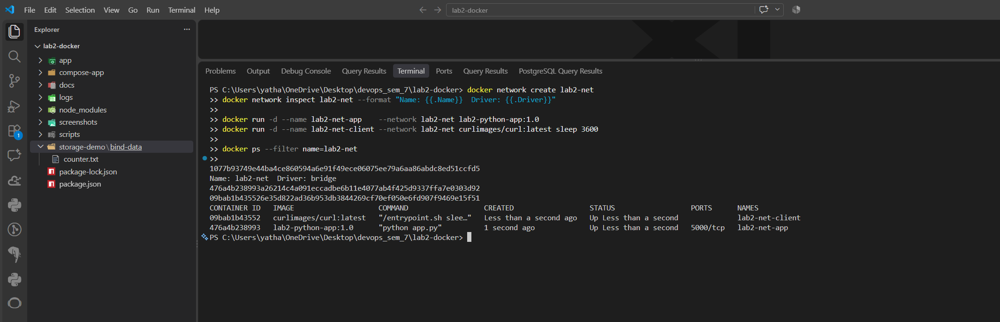 File Edit Selection View Go Run Terminal Help
lab2-docker
Explorer
lab2-docker
app
compose-app
docs
logs
node_modules
screenshots
scripts
storage-demo\bind-data
counter.txt
package-lock.json
package.json
1
Problems Output Debug Console Query Results Terminal Ports Query Results PostgreSQL Query Results
PS C:\Users\yatha\OneDrive\Desktop\devops_sem_7\lab2-docker> docker network create lab2-net
>> docker network inspect lab2-net --format "Name: {{.Name}}  Driver: {{.Driver}}"
>>
>> docker run -d --name lab2-net-app    --network lab2-net lab2-python-app:1.0
>> docker run -d --name lab2-net-client --network lab2-net curlimages/curl:latest sleep 3600
>>
>> docker ps --filter name=lab2-net
>>
1077b93749e44ba4ce860594a6e91f49ece06075ee79a6aa86abdc8ed51ccfd5
Name: lab2-net  Driver: bridge
476a4b238993a26214c4a091eccadbe6b11e4077ab4f425d9337ffa7e0303d92
09bab1b435526e35d822ad36b953db3844269cf70ef050e6fd907f9469e15f51
CONTAINER ID   IMAGE                    COMMAND                  CREATED                  STATUS                  PORTS      NAMES
09bab1b43552   curlimages/curl:latest   "/entrypoint.sh slee…"   Less than a second ago   Up Less than a second              lab2-net-client
476a4b238993   lab2-python-app:1.0      "python app.py"          1 second ago             Up Less than a second   5000/tcp   lab2-net-app
PS C:\Users\yatha\OneDrive\Desktop\devops_sem_7\lab2-docker>